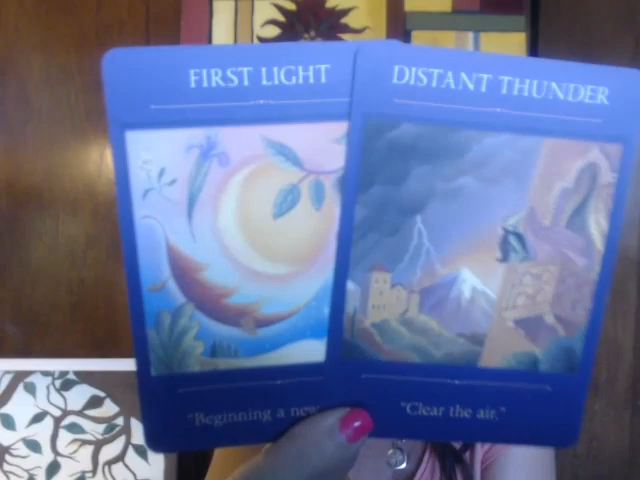 FIRST LIGHT
"Beginning a new
DISTANT THUNDER
"Clear the air."